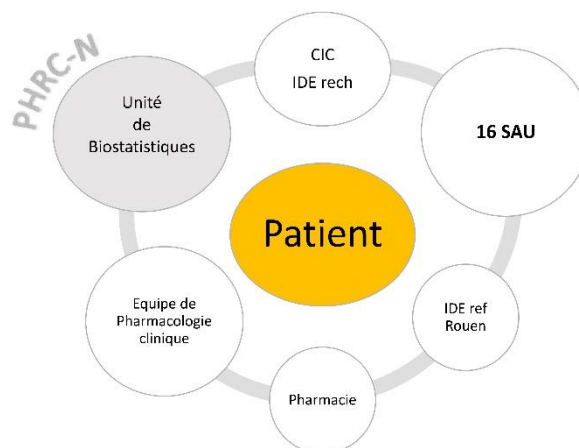 PHRC-N
CIC
IDE rech
Unité
de
Biostatistiques
16 SAU
Patient
Equipe de
Pharmacologie
clinique
IDE ref
Rouen
Pharmacie